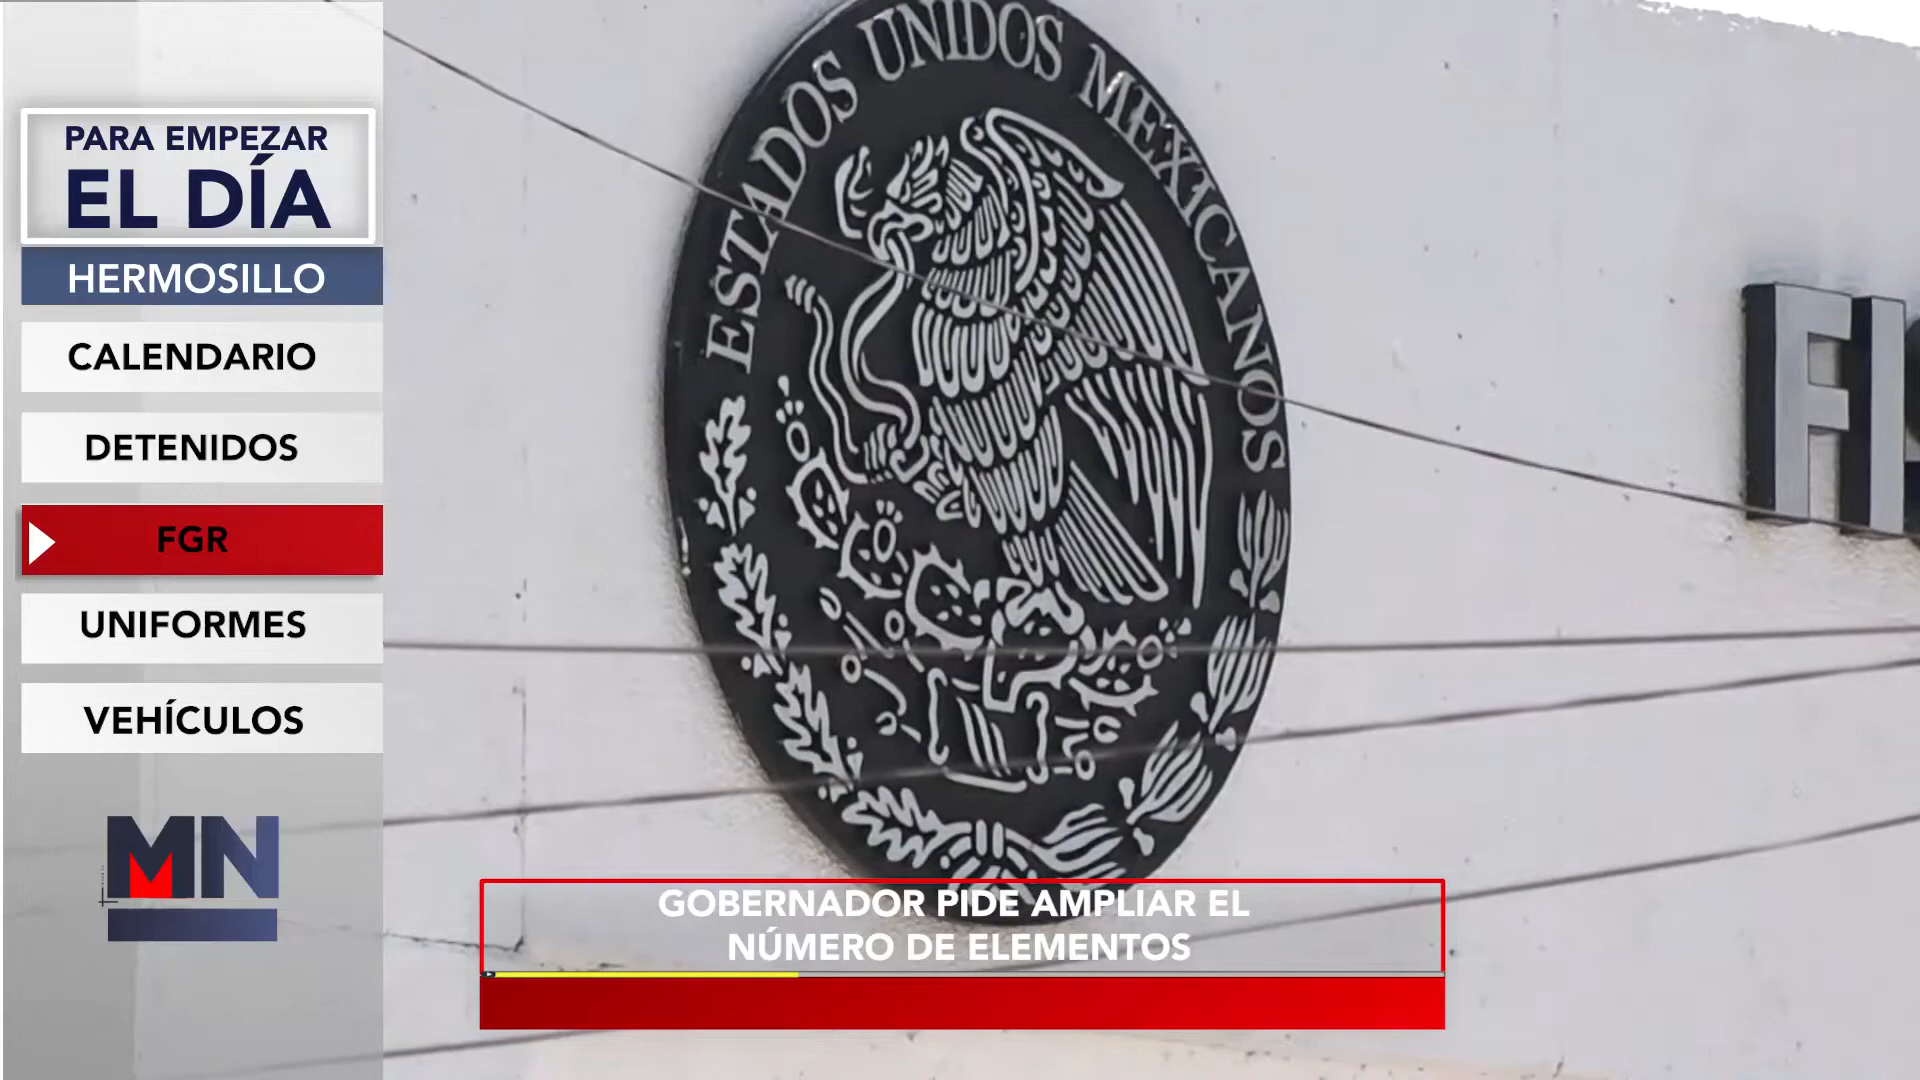 PARA EMPEZAR
EL DÍA
HERMOSILLO
CALENDARIO
DETENIDOS
FGR
UNIFORMES
VEHÍCULOS
MN
ESTADOS UNIDOS MEXICANOS
FIS
GOBERNADOR PIDE AMPLIAR EL
NÚMERO DE ELEMENTOS